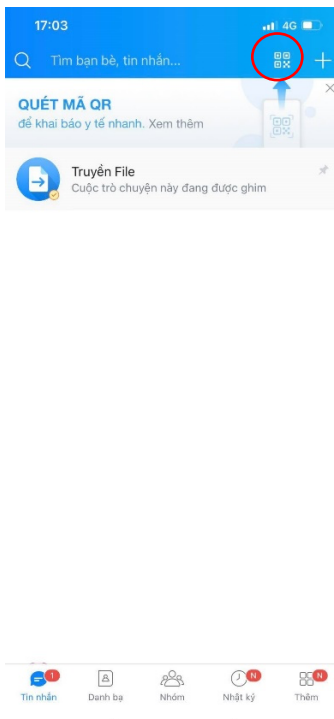 17:03
4G
Tìm bạn bè, tin nhắn...
QUÉT MÃ QR
để khai báo y tế nhanh. Xem thêm
Truyền File
Cuộc trò chuyện này đang được ghim
1
N
N
Tin nhắn
Danh bạ
Nhóm
Nhật ký
Thêm